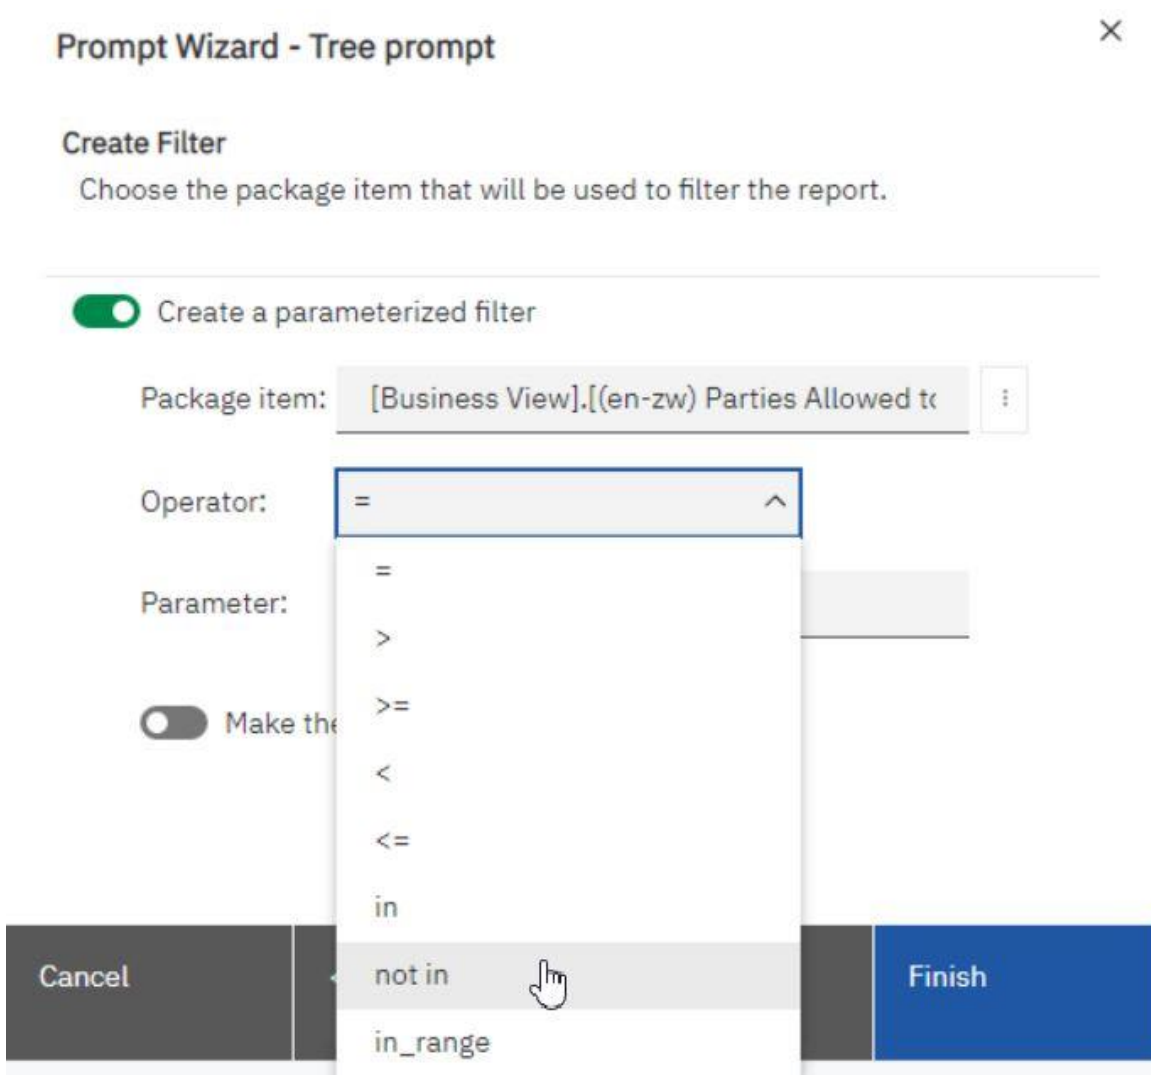 Prompt Wizard - Tree prompt
Create Filter
Choose the package item that will be used to filter the report.
Create a parameterized filter
Package item: [Business View].[(en-zw) Parties Allowed to
Operator: =
=
>
>=
<
<=
in
not in
in_range
Parameter:
Make the
Cancel
Finish